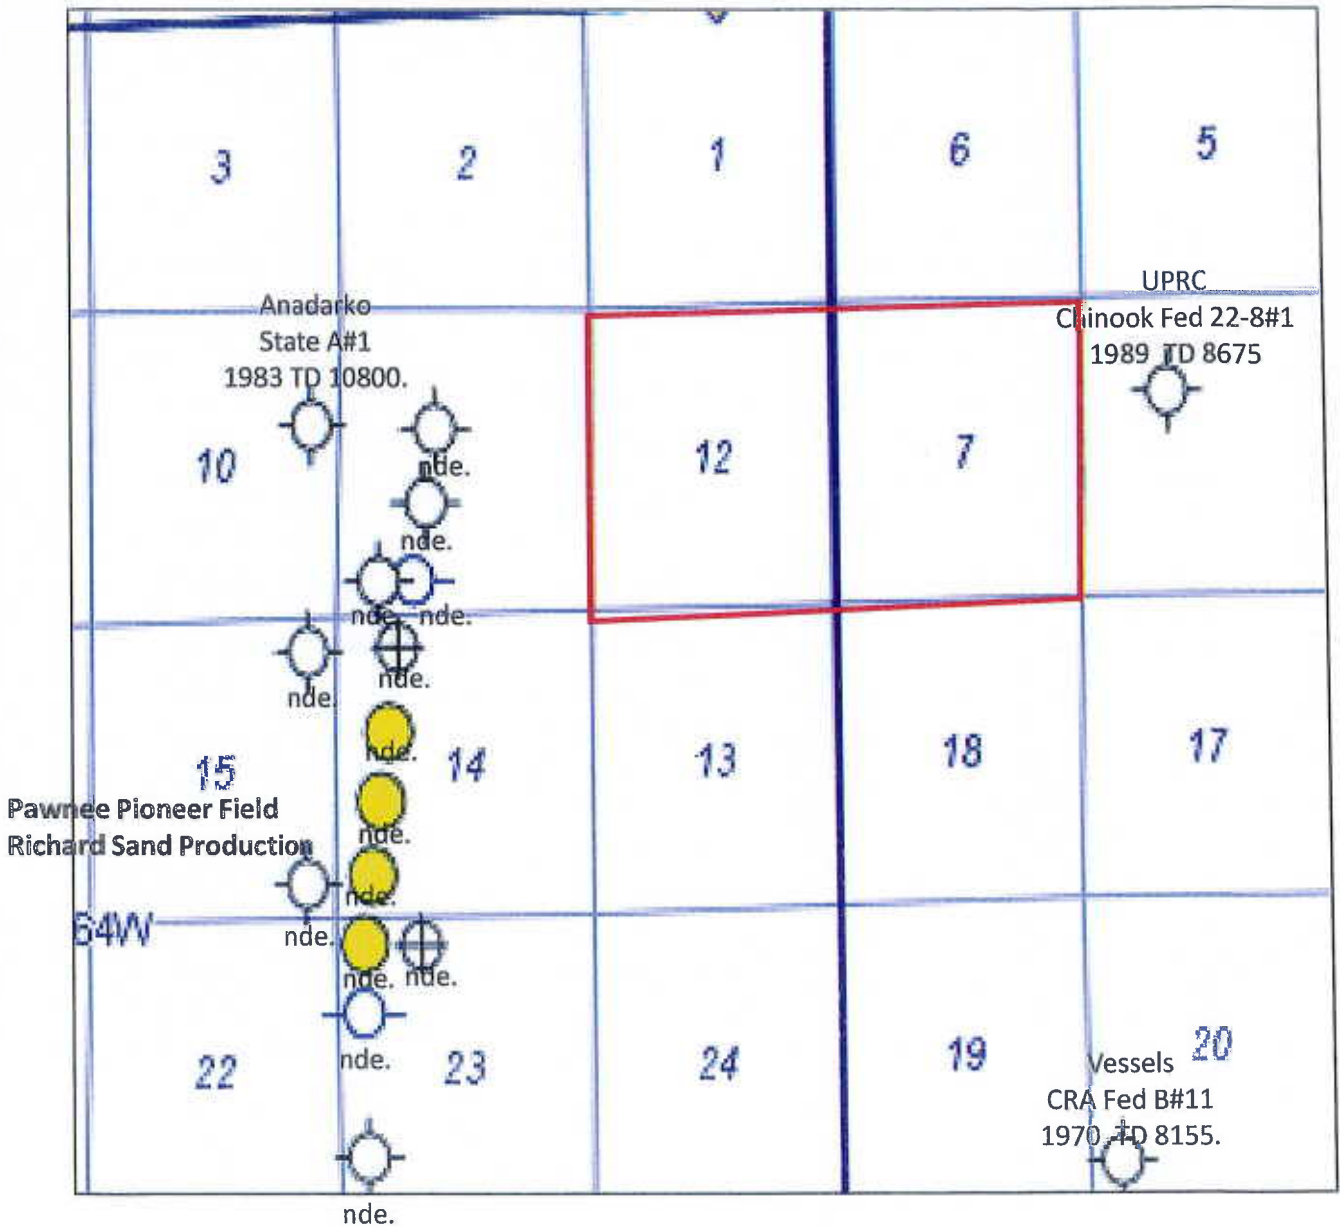 3 2 1 6 5
UPRC
Chinook Fed 22-8#1
1989 TD 8675
Anadarko
State A#1
1983 TD 10800.
10 12 7
nde.
nde.
nde. nde.
nde.
nde.
nde.
15 14 13 18 17
Pawnee Pioneer Field
Richard Sand Production
nde.
nde.
nde.
64W
nde. nde.
nde.
22 23 24 19 20
Vessels
CRA Fed B#11
1970 TD 8155.
nde.